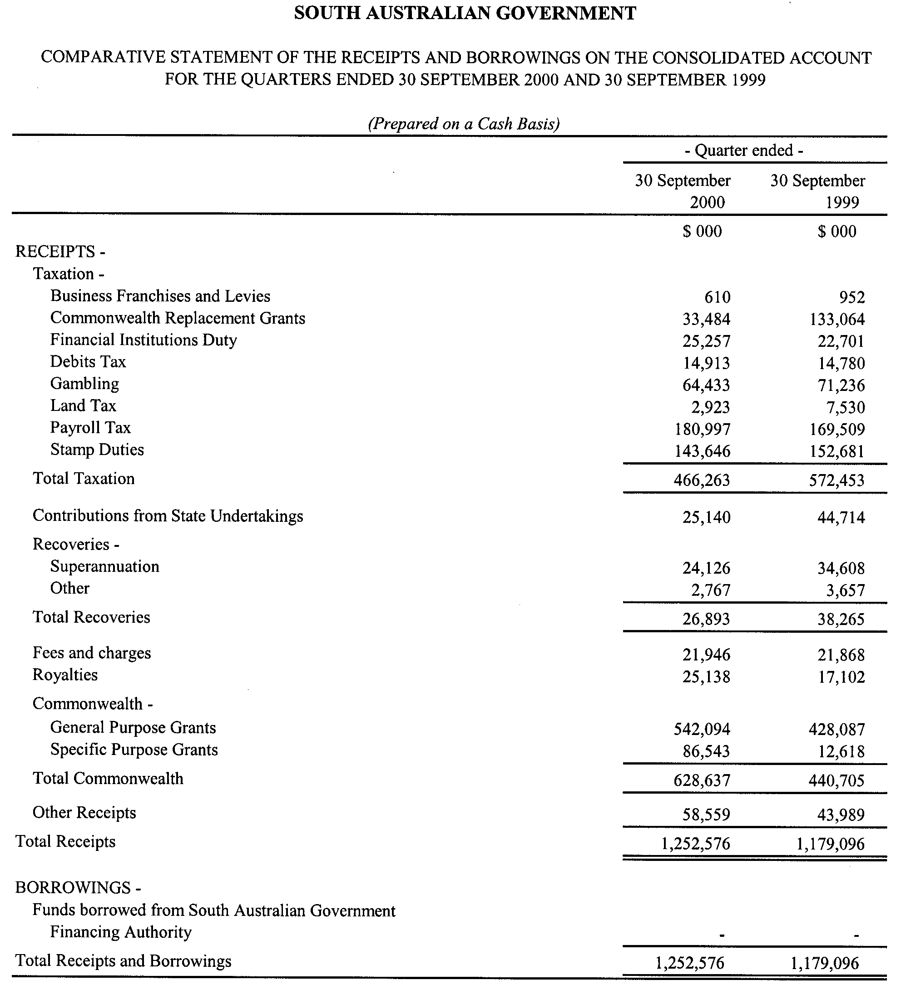 SOUTH AUSTRALIAN GOVERNMENT
COMPARATIVE STATEMENT OF THE RECEIPTS AND BORROWINGS ON THE CONSOLIDATED ACCOUNT
FOR THE QUARTERS ENDED 30 SEPTEMBER 2000 AND 30 SEPTEMBER 1999
(Prepared on a Cash Basis)
- Quarter ended -
30 September 30 September
2000 1999
$ 000 $ 000
RECEIPTS -
Taxation -
Business Franchises and Levies 610 952
Commonwealth Replacement Grants 33,484 133,064
Financial Institutions Duty 25,257 22,701
Debits Tax 14,913 14,780
Gambling 64,433 71,236
Land Tax 2,923 7,530
Payroll Tax 180,997 169,509
Stamp Duties 143,646 152,681
Total Taxation 466,263 572,453
Contributions from State Undertakings 25,140 44,714
Recoveries -
Superannuation 24,126 34,608
Other 2,767 3,657
Total Recoveries 26,893 38,265
Fees and charges 21,946 21,868
Royalties 25,138 17,102
Commonwealth -
General Purpose Grants 542,094 428,087
Specific Purpose Grants 86,543 12,618
Total Commonwealth 628,637 440,705
Other Receipts 58,559 43,989
Total Receipts 1,252,576 1,179,096
BORROWINGS -
Funds borrowed from South Australian Government
Financing Authority - -
Total Receipts and Borrowings 1,252,576 1,179,096